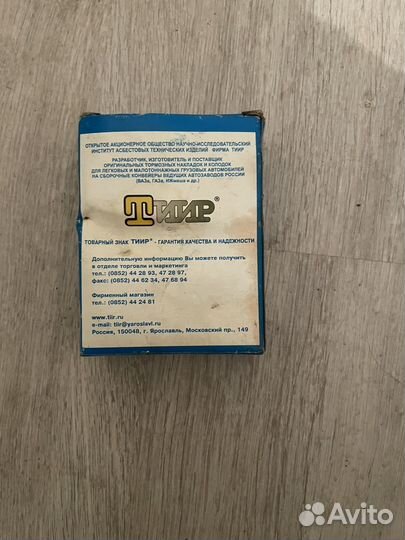 ОТКРЫТОЕ АКЦИОНЕРНОЕ ОБЩЕСТВО НАУЧНО-ИССЛЕДОВАТЕЛЬСКИЙ
ИНСТИТУТ АСБЕСТОВЫХ ТЕХНИЧЕСКИХ ИЗДЕЛИЙ ФИРМА ТИИР
РАЗРАБОТЧИК, ИЗГОТОВИТЕЛЬ И ПОСТАВЩИК
ОРИГИНАЛЬНЫХ ТОРМОЗНЫХ НАКЛАДОК И КОЛОДОК
ДЛЯ ЛЕГКОВЫХ И МАЛОТОННАЖНЫХ ГРУЗОВЫХ АВТОМОБИЛЕЙ
НА СБОРОЧНЫЕ КОНВЕЙЕРЫ ВЕДУЩИХ АВТОЗАВОДОВ РОССИИ
(ВАЗа, ГАЗа, ИЖмаша и др.)
ТИИР®
ТОВАРНЫЙ ЗНАК ТИИР® - ГАРАНТИЯ КАЧЕСТВА И НАДЕЖНОСТИ
Дополнительную информацию Вы можете получить
в отделе торговли и маркетинга
тел.: (0852) 44 28 93, 47 28 97,
факс: (0852) 44 62 34, 47 68 94
Фирменный магазин
тел.: (0852) 44 24 81
www.tiir.ru
e-mail: tiir@yaroslavl.ru
Россия, 150048, г. Ярославль, Московский пр., 149
Avito